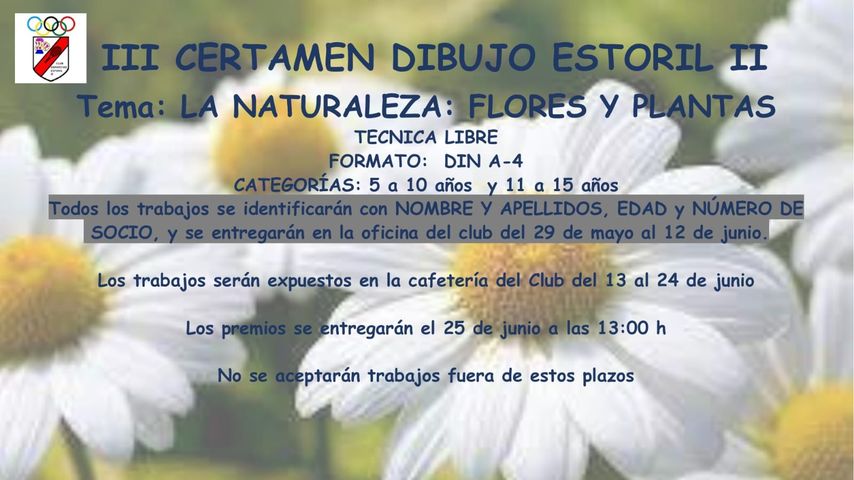 III CERTAMEN DIBUJO ESTORIL II
Tema: LA NATURALEZA: FLORES Y PLANTAS
TECNICA LIBRE
FORMATO: DIN A-4
CATEGORÍAS: 5 a 10 años y 11 a 15 años
Todos los trabajos se identificarán con NOMBRE Y APELLIDOS, EDAD y NÚMERO DE
SOCIO, y se entregarán en la oficina del club del 29 de mayo al 12 de junio.
Los trabajos serán expuestos en la cafetería del Club del 13 al 24 de junio
Los premios se entregarán el 25 de junio a las 13:00 h
No se aceptarán trabajos fuera de estos plazos